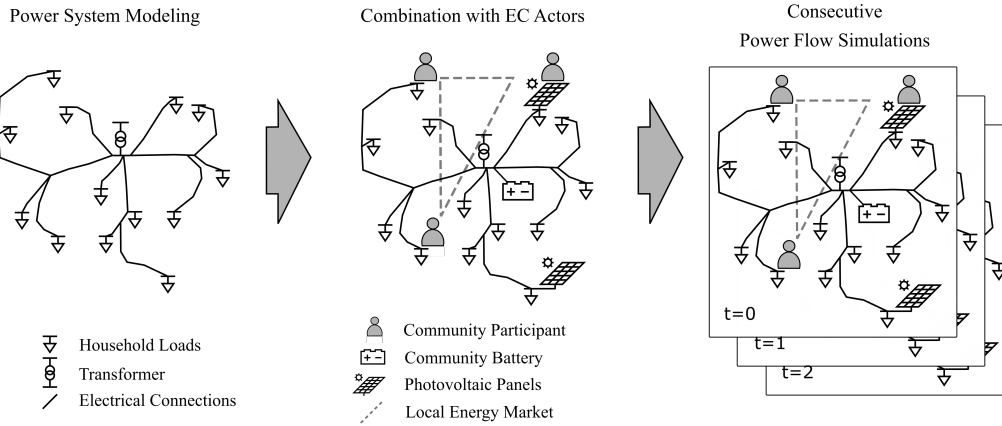 Power System Modeling
Combination with EC Actors
Consecutive
Power Flow Simulations
Household Loads
Transformer
Electrical Connections
Community Participant
Community Battery
Photovoltaic Panels
Local Energy Market
t=0
t=1
t=2